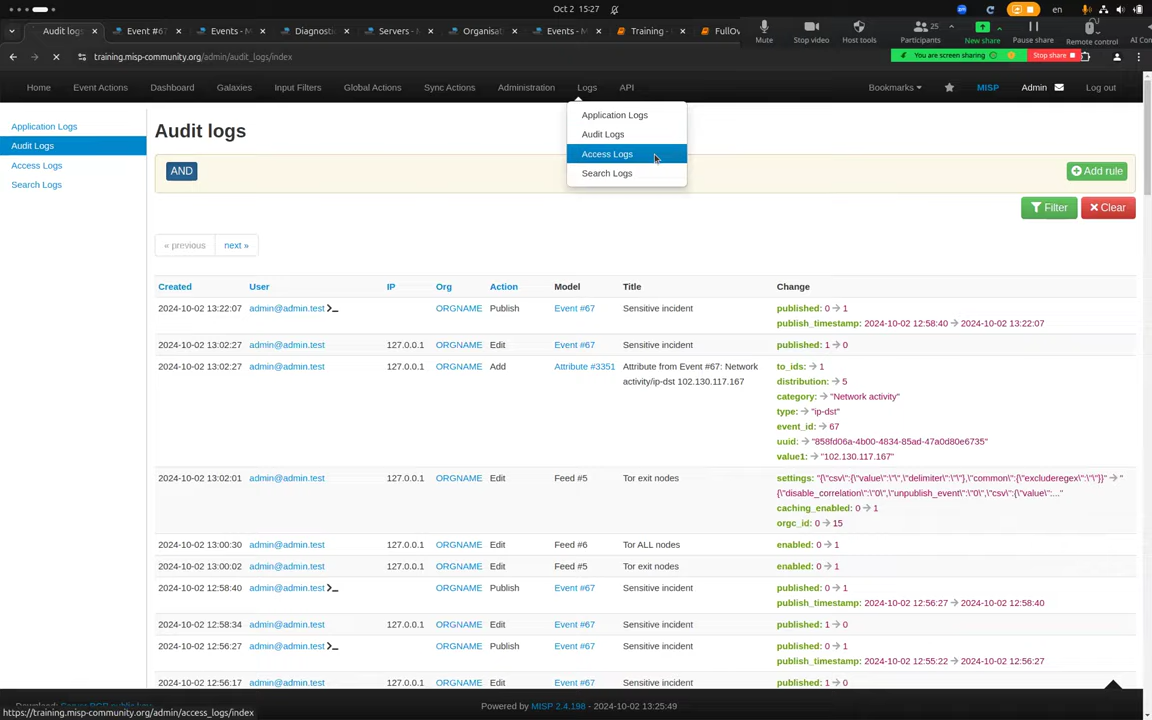 Oct 2 15:27
en
Audit logs
Event #67
Events - M
Diagnost
Servers -
Organisat
Events - M
Training -
FullOv
Mute
Stop video
Host tools
25
Participants
New share
Pause share
Remote control
AI Con
You are screen sharing
Stop share
training.misp-community.org/admin/audit_logs/index
Home
Event Actions
Dashboard
Galaxies
Input Filters
Global Actions
Sync Actions
Administration
Logs
API
Bookmarks
MISP
Admin
Log out
Application Logs
Audit Logs
Access Logs
Search Logs
Application Logs
Audit Logs
Access Logs
Search Logs
Audit logs
AND
Add rule
Filter
Clear
« previous
next »
Created User IP Org Action Model Title Change
2024-10-02 13:22:07 admin@admin.test ORGNAME Publish Event #67 Sensitive incident published: 0 → 1
publish_timestamp: 2024-10-02 12:58:40 → 2024-10-02 13:22:07
2024-10-02 13:02:27 admin@admin.test 127.0.0.1 ORGNAME Edit Event #67 Sensitive incident published: 1 → 0
2024-10-02 13:02:27 admin@admin.test 127.0.0.1 ORGNAME Add Attribute #3351 Attribute from Event #67: Network to_ids: → 1
activity/ip-dst 102.130.117.167 distribution: → 5
category: → "Network activity"
type: → "ip-dst"
event_id: → 67
uuid: → "858fd06a-4b00-4834-85ad-47a0d80e6735"
value1: → "102.130.117.167"
2024-10-02 13:02:01 admin@admin.test 127.0.0.1 ORGNAME Edit Feed #5 Tor exit nodes settings: "{\"csv\":{\"value\":\"\",\"delimiter\":\"\"},\"common\":{\"excluderegex\":\"\"}}" → "
{\"disable_correlation\":\"0\",\"unpublish_event\":\"0\",\"csv\":{\"value\":..."
caching_enabled: 0 → 1
orgc_id: 0 → 15
2024-10-02 13:00:30 admin@admin.test 127.0.0.1 ORGNAME Edit Feed #6 Tor ALL nodes enabled: 0 → 1
2024-10-02 13:00:02 admin@admin.test 127.0.0.1 ORGNAME Edit Feed #5 Tor exit nodes enabled: 0 → 1
2024-10-02 12:58:40 admin@admin.test ORGNAME Publish Event #67 Sensitive incident published: 0 → 1
publish_timestamp: 2024-10-02 12:56:27 → 2024-10-02 12:58:40
2024-10-02 12:58:34 admin@admin.test 127.0.0.1 ORGNAME Edit Event #67 Sensitive incident published: 1 → 0
2024-10-02 12:56:27 admin@admin.test ORGNAME Publish Event #67 Sensitive incident published: 0 → 1
publish_timestamp: 2024-10-02 12:55:22 → 2024-10-02 12:56:27
2024-10-02 12:56:17 admin@admin.test 127.0.0.1 ORGNAME Edit Event #67 Sensitive incident published: 1 → 0
Powered by MISP 2.4.198 - 2024-10-02 13:25:49
https://training.misp-community.org/admin/access_logs/index